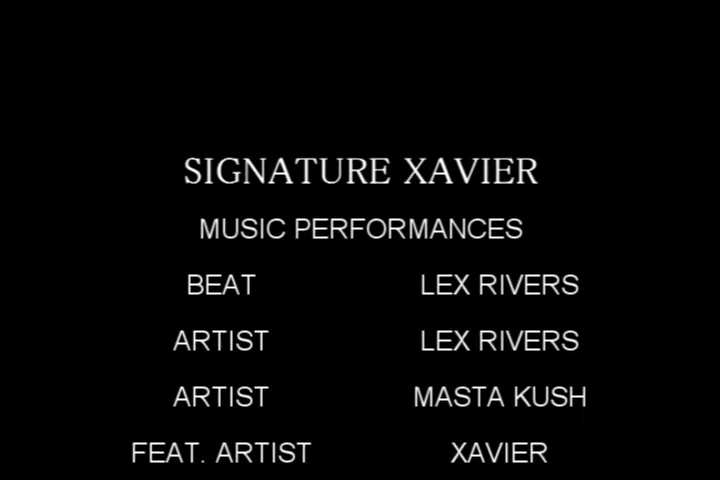 SIGNATURE XAVIER
MUSIC PERFORMANCES
BEAT LEX RIVERS
ARTIST LEX RIVERS
ARTIST MASTA KUSH
FEAT. ARTIST XAVIER